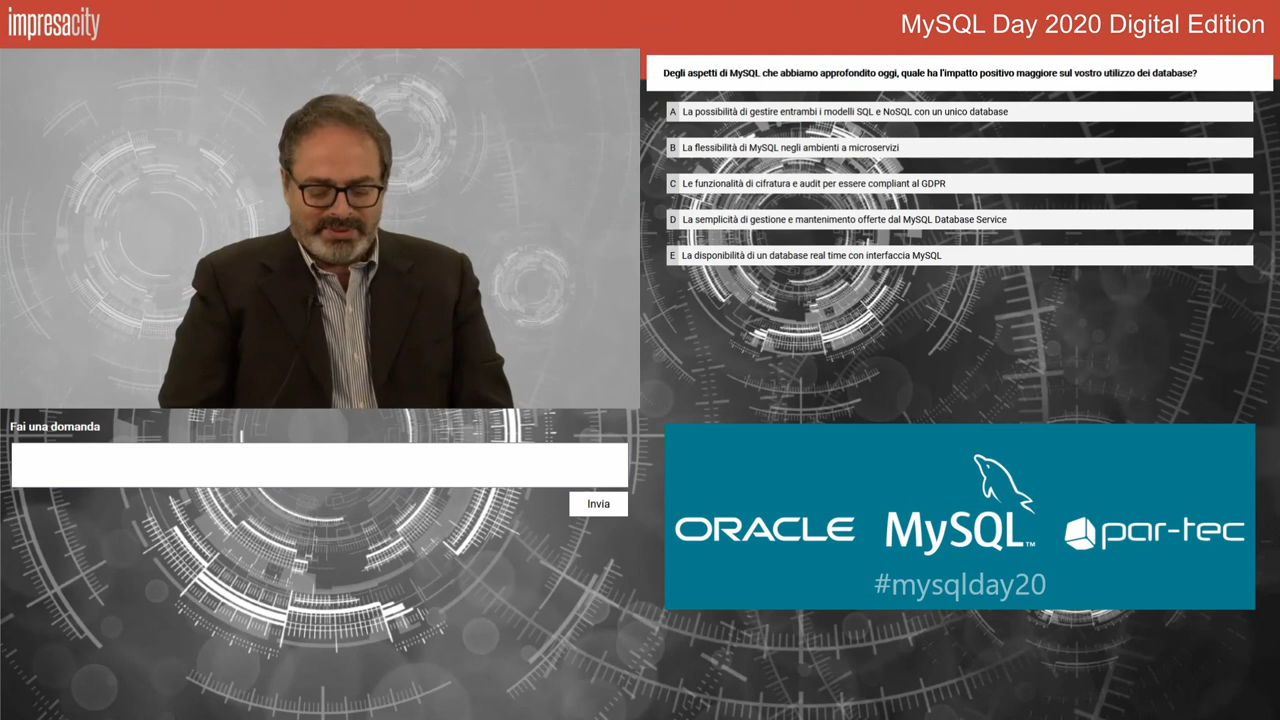 impresacity
MySQL Day 2020 Digital Edition
Degli aspetti di MySQL che abbiamo approfondito oggi, quale ha l'impatto positivo maggiore sul vostro utilizzo dei database?
A La possibilità di gestire entrambi i modelli SQL e NoSQL con un unico database
B La flessibilità di MySQL negli ambienti a microservizi
C Le funzionalità di cifratura e audit per essere compliant al GDPR
D La semplicità di gestione e mantenimento offerte dal MySQL Database Service
E La disponibilità di un database real time con interfaccia MySQL
Fai una domanda
Invia
ORACLE MySQL™ par-tec
#mysqlday20